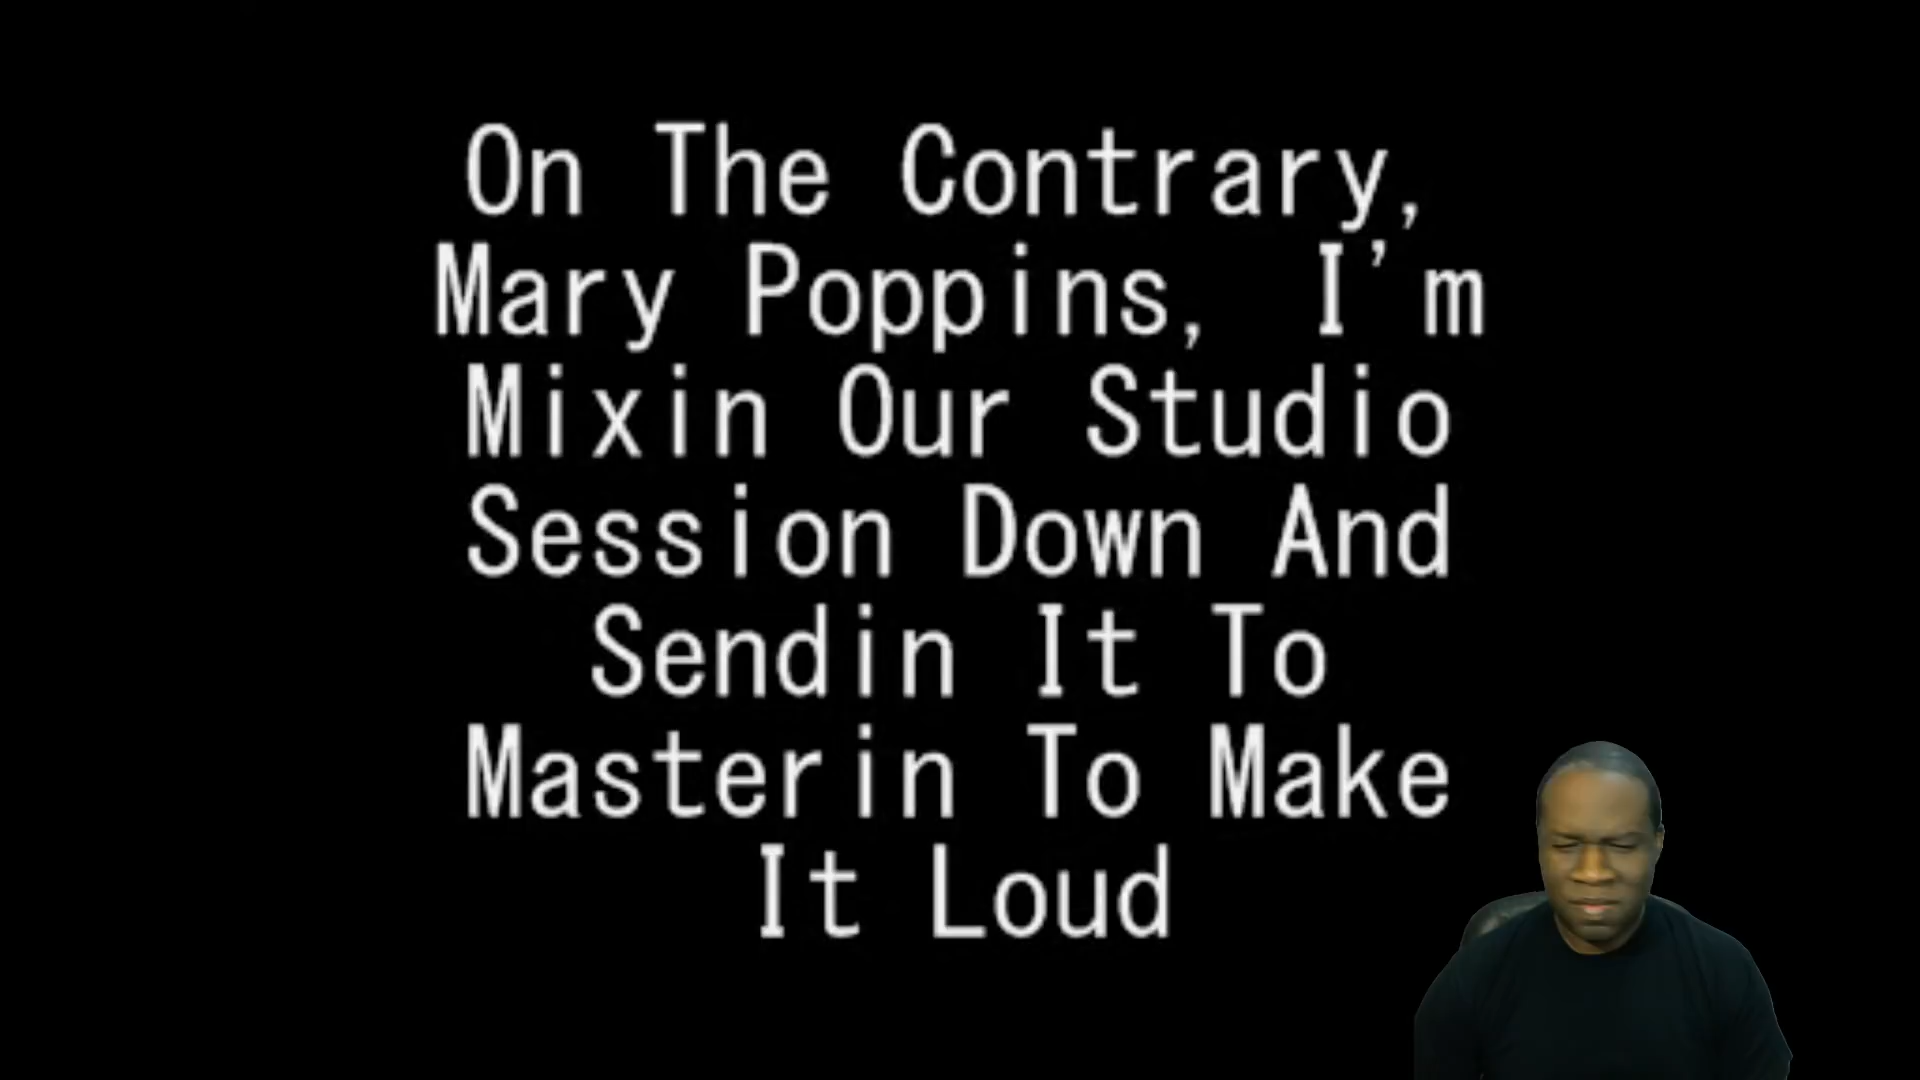 On The Contrary,
Mary Poppins, I'm
Mixin Our Studio
Session Down And
Sendin It To
Masterin To Make
It Loud